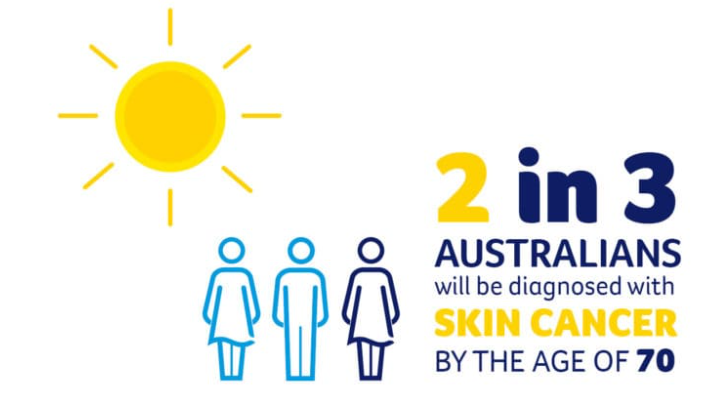 2 in 3
AUSTRALIANS
will be diagnosed with
SKIN CANCER
BY THE AGE OF 70